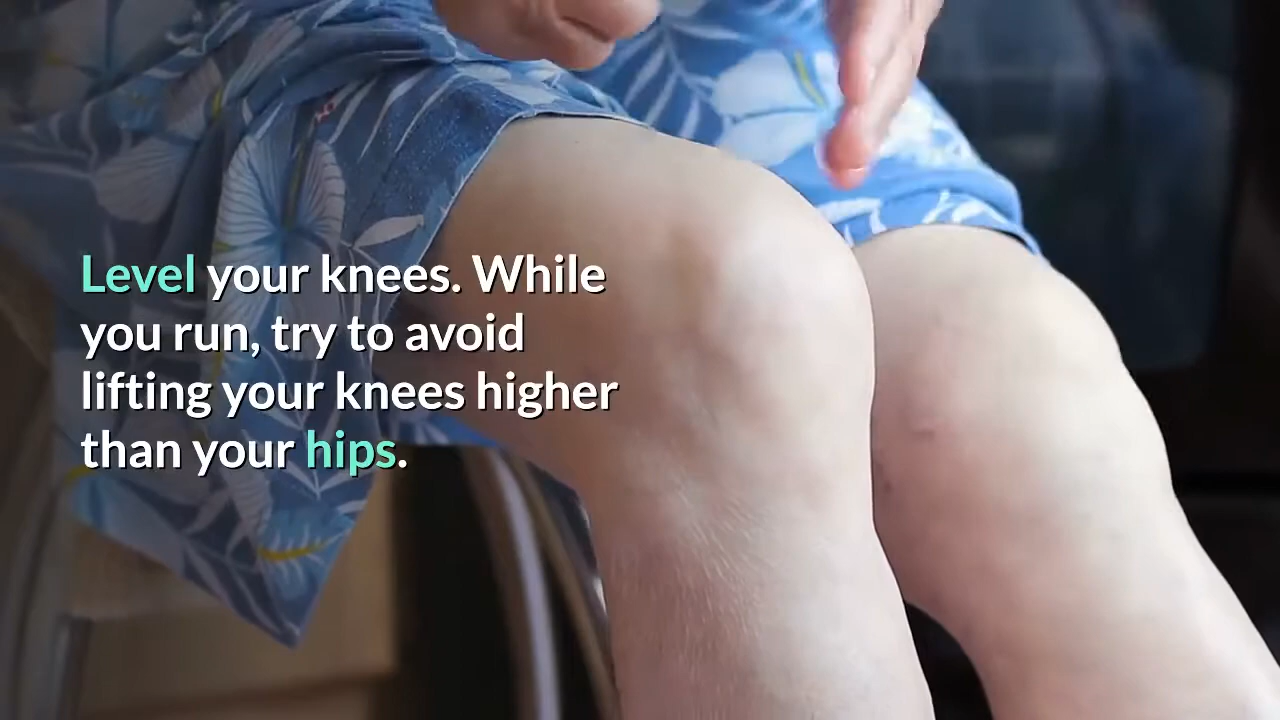 Level your knees. While
you run, try to avoid
lifting your knees higher
than your hips.